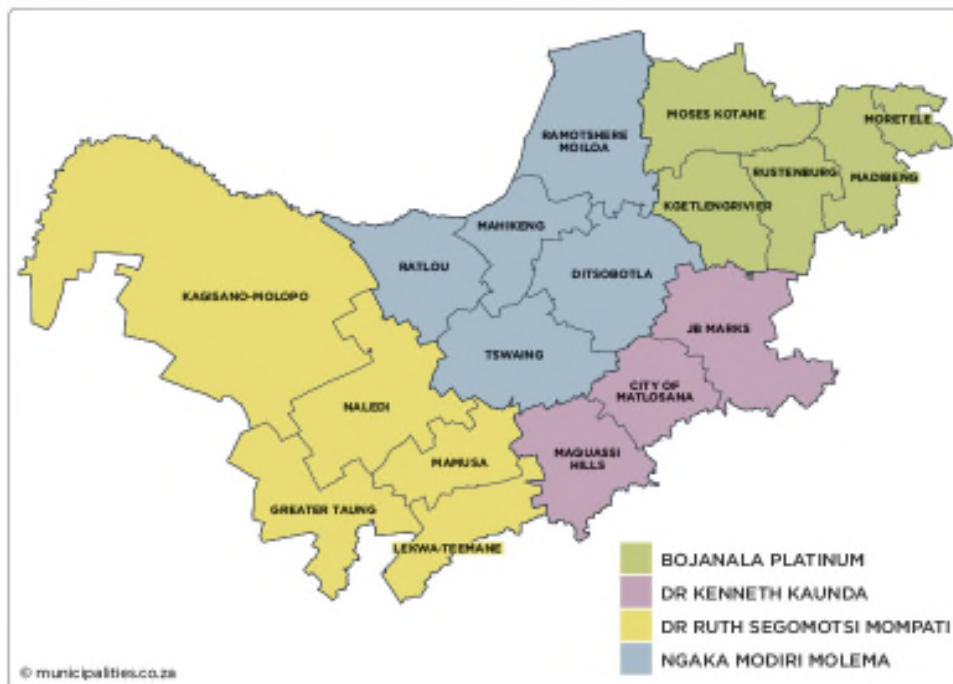 RAMOTSHERE
MOILOA
MOSES KOTANE
MORETELE
RUSTENBURG
MADIBENG
KGETLENGRIVIER
MAHIKENG
RATLOU
DITSOBOTLA
KAGISANO-MOLOPO
JB MARKS
TSWAING
CITY OF
MATLOSANA
NALEDI
MAQUASSI
HILLS
MAMUSA
GREATER TAUNG
LEKWA-TEEMANE
BOJANALA PLATINUM
DR KENNETH KAUNDA
DR RUTH SEGOMOTSI MOMPATI
NGAKA MODIRI MOLEMA
© municipalities.co.za